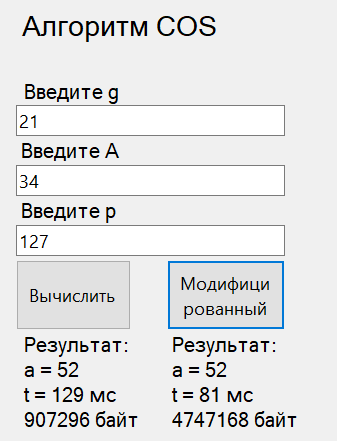 Алгоритм COS
Введите g
21
Введите A
34
Введите p
127
Вычислить
Модифици
рованный
Результат:
a = 52
t = 129 мс
907296 байт
Результат:
a = 52
t = 81 мс
4747168 байт